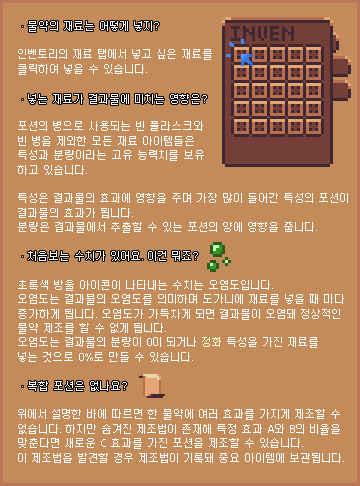 · 물약의 재료는 어떻게 넣지?
INVEN
인벤토리의 재료 탭에서 넣고 싶은 재료를
클릭하여 넣을 수 있습니다.
· 넣는 재료가 결과물에 미치는 영향은?
포션의 병으로 사용되는 빈 플라스크와
빈 병을 제외한 모든 재료 아이템들은
특성과 분량이라는 고유 능력치를 보유
하고 있습니다.
특성은 결과물의 효과에 영향을 주며 가장 많이 들어간 특성의 포션이
결과물의 효과가 됩니다.
분량은 결과물에서 추출할 수 있는 포션의 양에 영향을 줍니다.
· 처음보는 수치가 있어요. 이건 뭐죠?
초록색 방울 아이콘이 나타내는 수치는 오염도입니다.
오염도는 결과물의 오염도를 의미하며 도가니에 재료를 넣을 때 마다
증가하게 됩니다. 오염도가 가득차게 되면 결과물이 오염돼 정상적인
물약 제조를 할 수 없게 됩니다.
오염도는 결과물의 분량이 0이 되거나 정화 특성을 가진 재료를
넣는 것으로 0%로 만들 수 있습니다.
· 복합 포션은 없나요?
위에서 설명한 바에 따르면 한 물약에 여러 효과를 가지게 제조할 수
없습니다. 하지만 숨겨진 제조법이 존재해 특정 효과 A와 B의 비율을
맞춘다면 새로운 C 효과를 가진 포션을 제조할 수 있습니다.
이 제조법을 발견할 경우 제조법이 기록돼 중요 아이템에 보관됩니다.